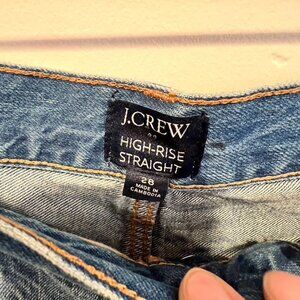 J.CREW
HIGH-RISE
STRAIGHT
28
MADE IN
CAMBODIA